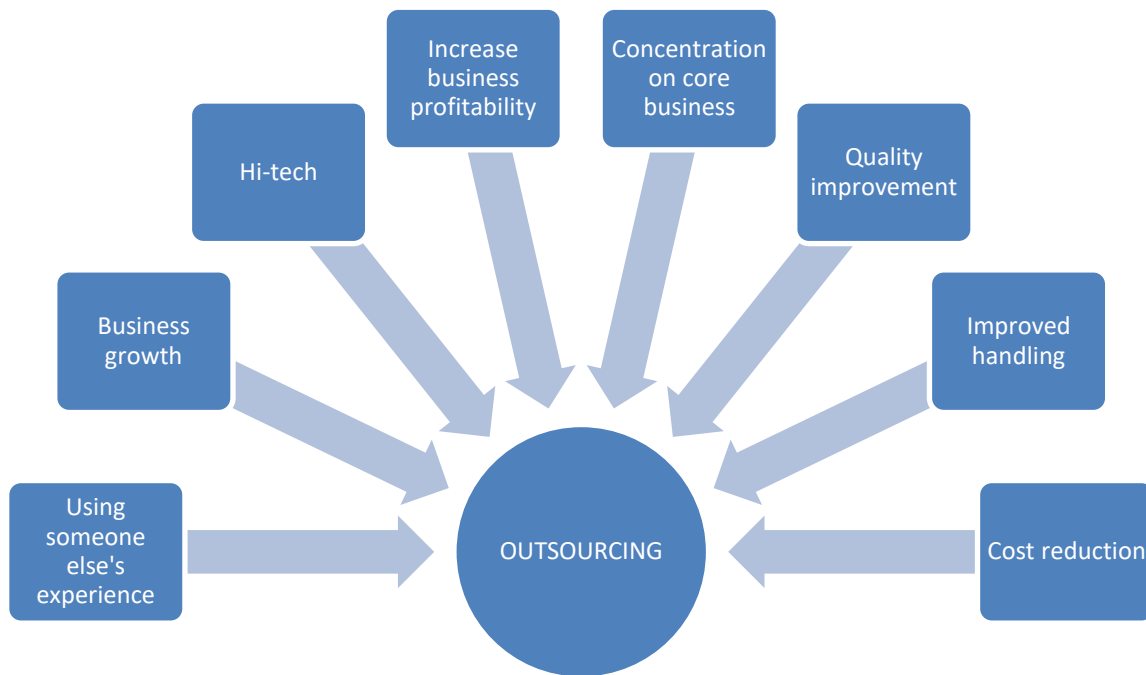 Increase
business
profitability
Concentration
on core
business
Hi-tech
Quality
improvement
Business
growth
Improved
handling
Using
someone
else's
experience
OUTSOURCING
Cost reduction